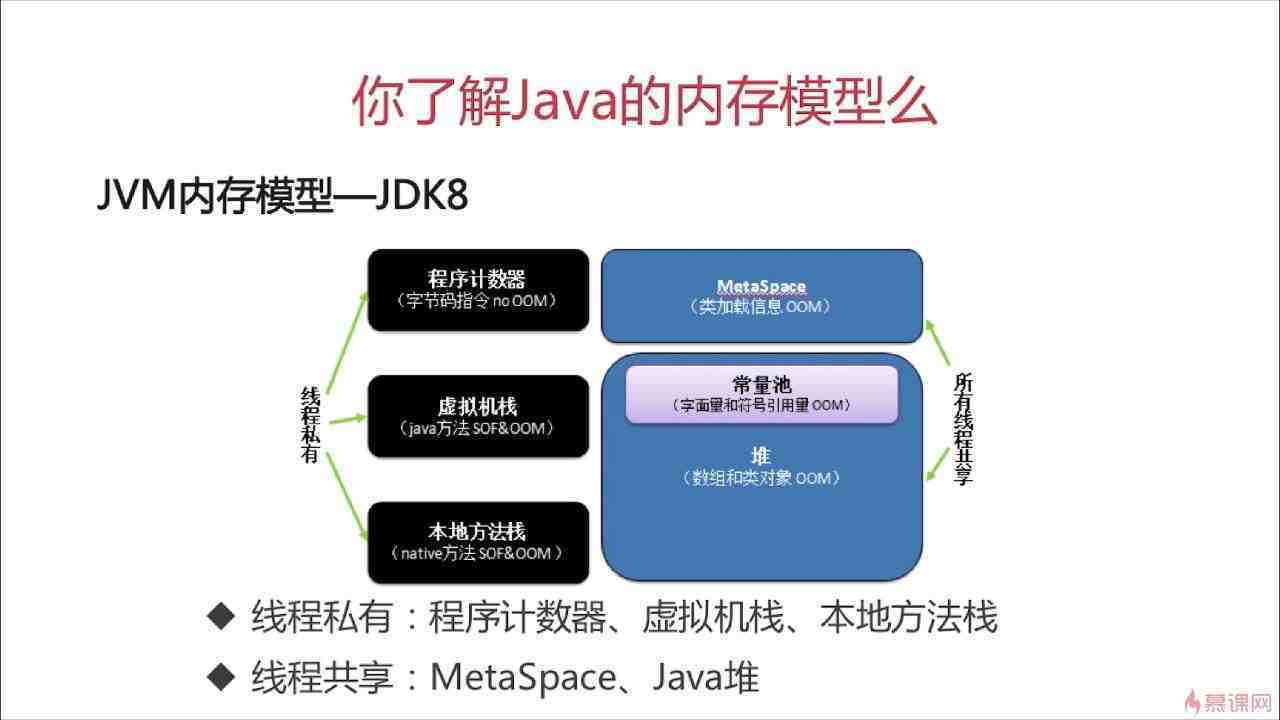 你了解Java的内存模型么
JVM内存模型—JDK8
程序计数器
（字节码指令 no OOM）
MetaSpace
（类加载信息 OOM）
线程私有
虚拟机栈
（java方法 SOF&OOM）
常量池
（字面量和符号引用量 OOM）
堆
（数组和类对象 OOM）
所有线程共享
本地方法栈
（native方法 SOF&OOM ）
◆ 线程私有：程序计数器、虚拟机栈、本地方法栈
◆ 线程共享：MetaSpace、Java堆
慕课网